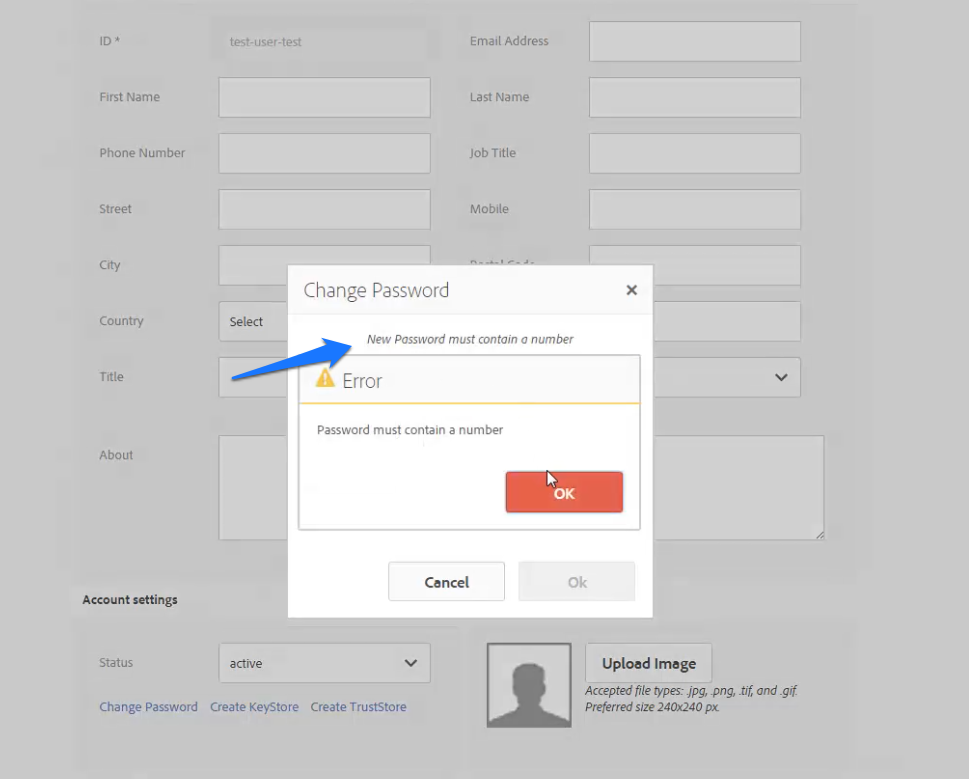 ID *
test-user-test
Email Address
First Name
Last Name
Phone Number
Job Title
Street
Mobile
City
Postal Code
Country
Select
Title
About
Change Password
New Password must contain a number
Error
Password must contain a number
OK
Cancel
Ok
Account settings
Status
active
Upload Image
Accepted file types: .jpg, .png, .tif, and .gif.
Preferred size 240x240 px.
Change Password Create KeyStore Create TrustStore